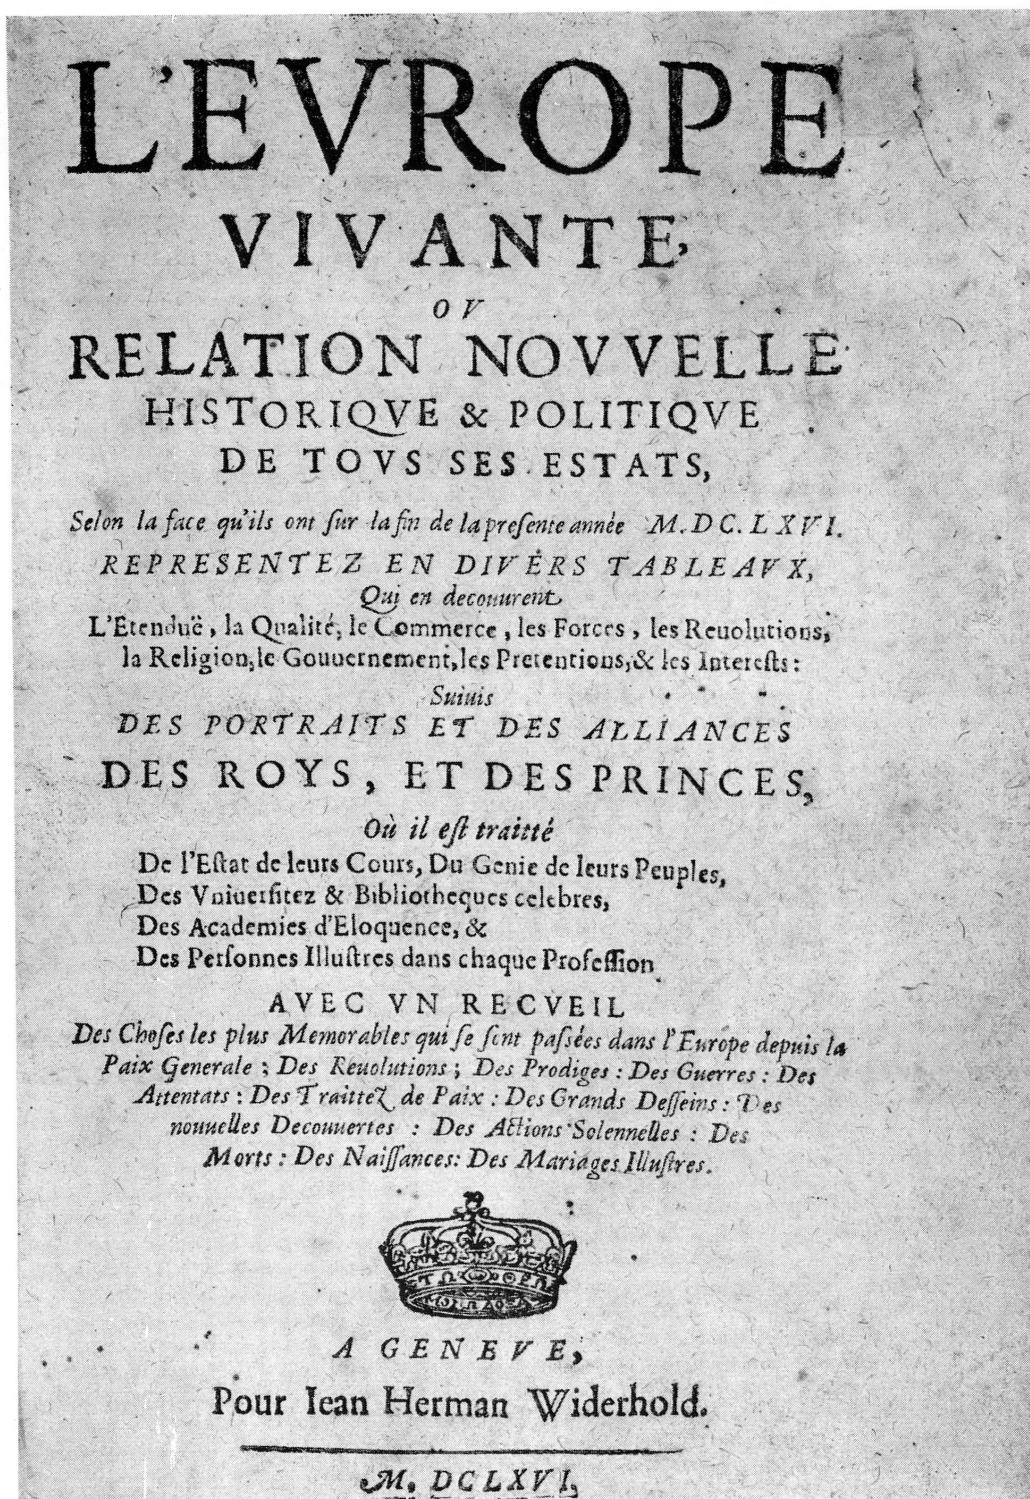 L'EVROPE
VIVANTE,
OV
RELATION NOVVELLE
HISTORIQVE & POLITIQVE
DE TOVS SES ESTATS,
Selon la face qu'ils ont ſur la fin de la preſente année M.DC.LXVI.
REPRESENTEZ EN DIVERS TABLEAVX,
Qui en decouurent
L'Etenduë, la Qualité, le Commerce, les Forces, les Reuolutions,
la Religion, le Gouuernement, les Pretentions, & les Intereſts:
Suiuis
DES PORTRAITS ET DES ALLIANCES
DES ROYS, ET DES PRINCES,
Où il eſt traitté
De l'Eſtat de leurs Cours, Du Genie de leurs Peuples,
Des Vniuerſitez & Bibliotheques celebres,
Des Academies d'Eloquence, &
Des Perſonnes Illuſtres dans chaque Profeſſion
AVEC VN RECVEIL
Des Choſes les plus Memorables qui ſe ſont paſsées dans l'Europe depuis la
Paix Generale ; Des Reuolutions ; Des Prodiges : Des Guerres : Des
Attentats : Des Traittez de Paix : Des Grands Deſſeins : Des
nouuelles Decouuertes : Des Actions Solennelles : Des
Morts : Des Naiſſances : Des Mariages Illuſtres.
A GENEVE,
Pour Iean Herman Widerhold.
M. DCLXVI,